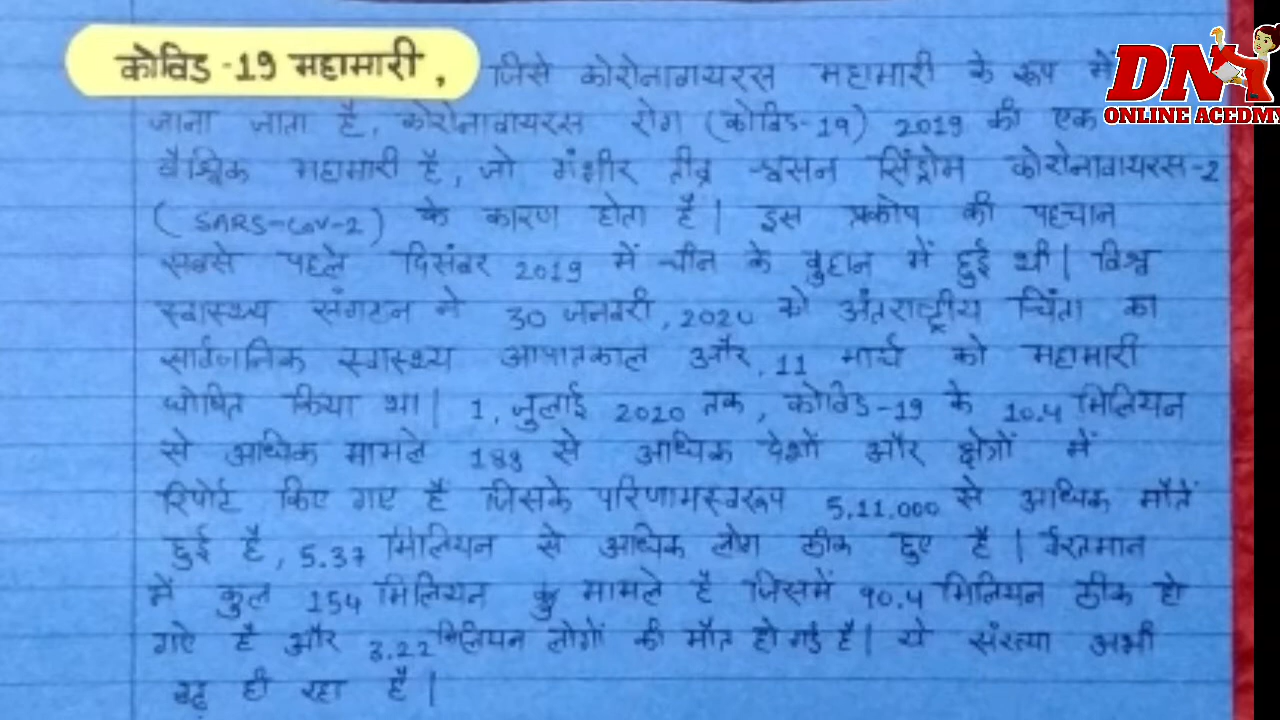 कोविड-19 महामारी, जिसे कोरोनागयरस महामारी के रूप में
जाना जाता है, कोरोनावायरस रोग (कोविड-19) 2019 की एक
वैश्विक महामारी है, जो गंभीर तीव्र श्वसन सिंड्रोम कोरोनावायरस-2
(SARS-Cov-2) के कारण होता है। इस प्रकोप की पहचान
सबसे पहले दिसंबर 2019 में चीन के वुहान में हुई थी। विश्व
स्वास्थ्य संगठन ने 30 जनवरी, 2020 को अंतराष्ट्रीय चिंता का
सार्वजनिक स्वास्थ्य आपातकाल और, 11 मार्च को महामारी
घोषित किया था। 1, जुलाई 2020 तक, कोविड-19 के 10.4 मिलियन
से अधिक मामले 188 से अधिक देशों और क्षेत्रों में
रिपोर्ट किए गए है जिसके परिणामस्वरूप 5,11,000 से अधिक मौतें
हुई है, 5.37 मिलियन से अधिक लोग ठीक हुए है। वरतमान
में कुल 154 मिलियन मामले है जिसमें 90.4 मिलियन ठीक हो
गए है और 3.22 मिलियन लोगों की मौत हो गई है। ये संख्या अभी
बढ़ ही रहा है।
DN
ONLINE ACEDMY